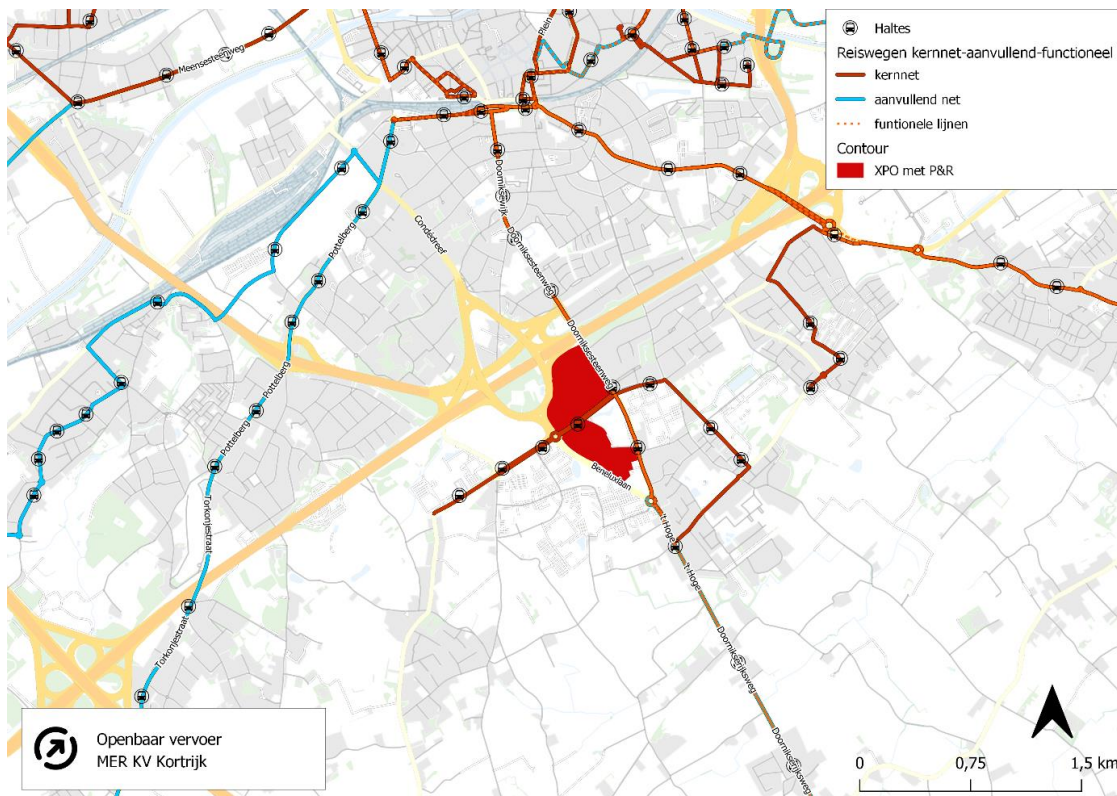 Haltes
Reiswegen kernnet-aanvullend-functioneel
kernnet
aanvullend net
funtionele lijnen
Contour
XPO met P&R
Meensesteenweg
Plein
Doorniksewijk
Doorniksesteenweg
Condédreef
Pottelberg
Pottelberg
Pottelberg
Doorniksesteenweg
Beneluxlaan
't Hoge
't Hoge
Torkonjestraat
Torkonjestraat
Doornikserijksweg
Doornikserijksweg
Openbaar vervoer
MER KV Kortrijk
0 0,75 1,5 km